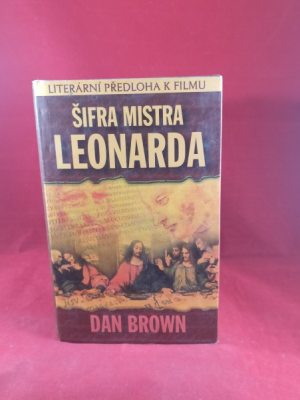 LITERÁRNÍ PŘEDLOHA K FILMU
ŠIFRA MISTRA
LEONARDA
DAN BROWN